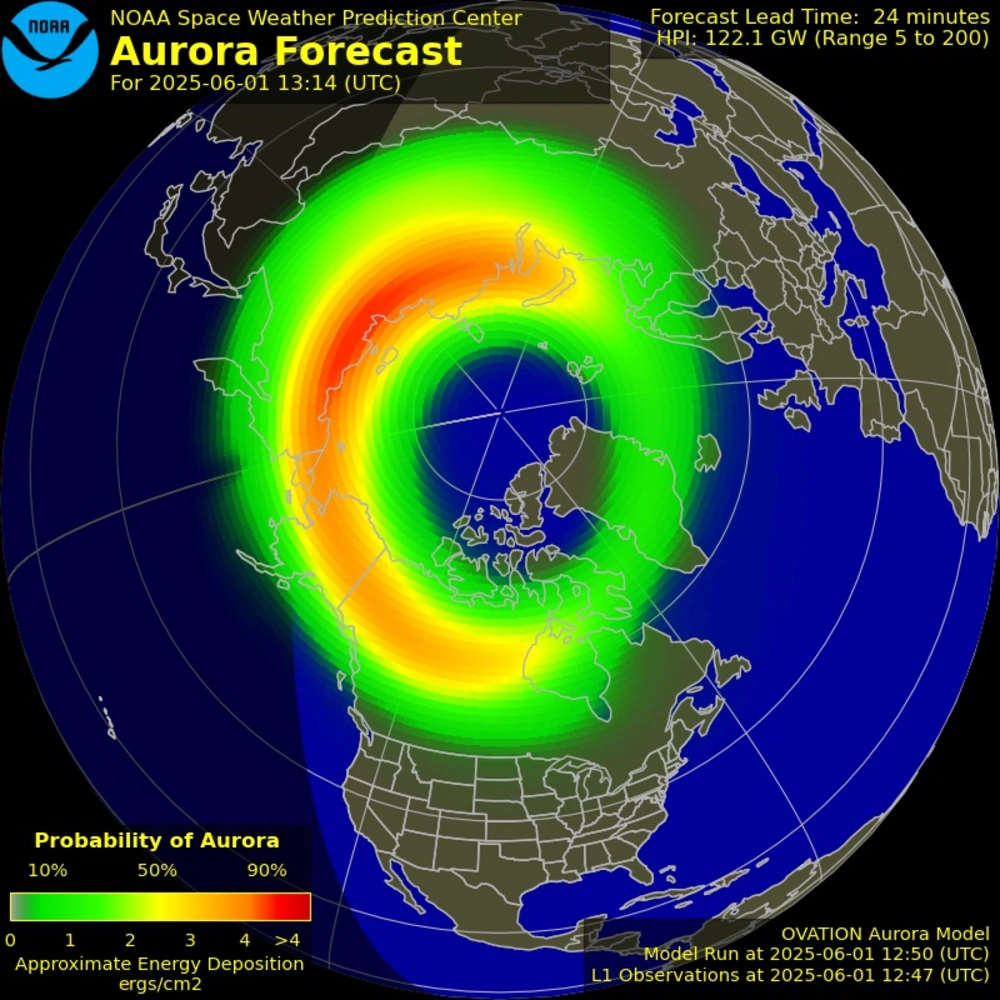 NOAA
NOAA Space Weather Prediction Center
Aurora Forecast
For 2025-06-01 13:14 (UTC)
Forecast Lead Time: 24 minutes
HPI: 122.1 GW (Range 5 to 200)
Probability of Aurora
10% 50% 90%
0 1 2 3 4 >4
Approximate Energy Deposition
ergs/cm2
OVATION Aurora Model
Model Run at 2025-06-01 12:50 (UTC)
L1 Observations at 2025-06-01 12:47 (UTC)